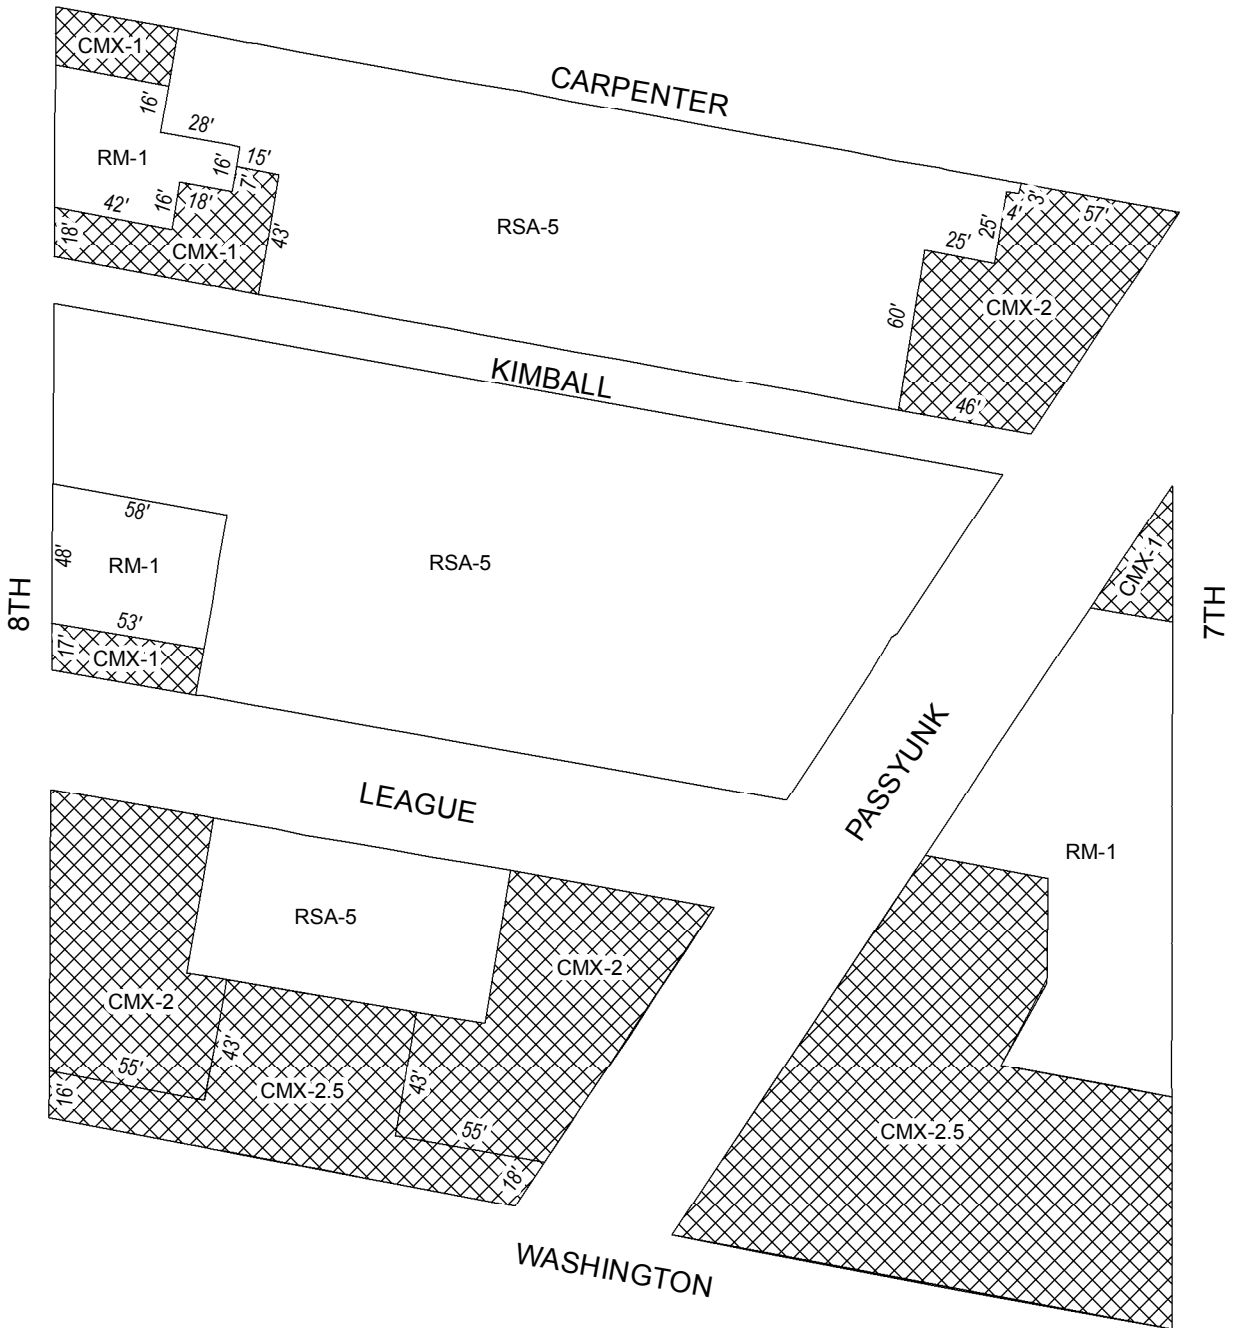 CMX-1
CARPENTER
16'
28'
RM-1
16'
15'
7'
42'
16'
18'
18'
CMX-1
43'
RSA-5
3'
4'
57'
25'
25'
CMX-2
60'
46'
KIMBALL
58'
48'
RM-1
RSA-5
53'
17'
CMX-1
8TH
CMX-1
7TH
PASSYUNK
LEAGUE
RM-1
RSA-5
CMX-2
CMX-2
43'
55'
16'
CMX-2.5
43'
55'
18'
CMX-2.5
WASHINGTON